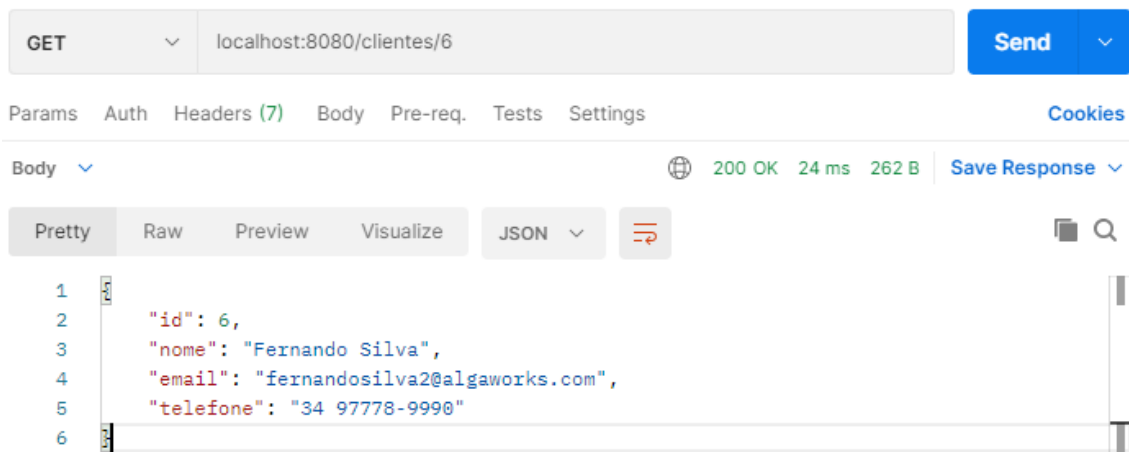 GET localhost:8080/clientes/6 Send
Params Auth Headers (7) Body Pre-req. Tests Settings Cookies
Body 200 OK 24 ms 262 B Save Response
Pretty Raw Preview Visualize JSON
1 {
2 "id": 6,
3 "nome": "Fernando Silva",
4 "email": "fernandosilva2@algaworks.com",
5 "telefone": "34 97778-9990"
6 }